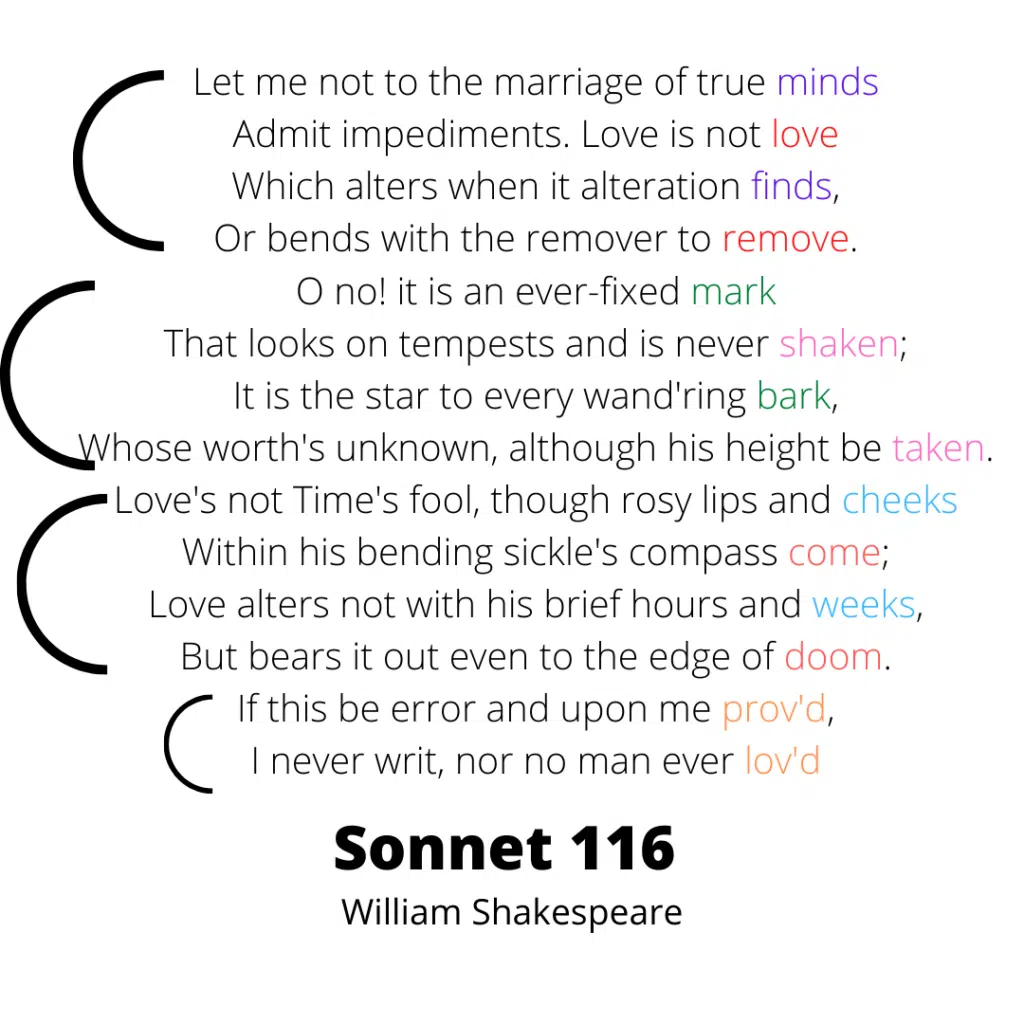 Let me not to the marriage of true minds
Admit impediments. Love is not love
Which alters when it alteration finds,
Or bends with the remover to remove.
O no! it is an ever-fixed mark
That looks on tempests and is never shaken;
It is the star to every wand'ring bark,
Whose worth's unknown, although his height be taken.
Love's not Time's fool, though rosy lips and cheeks
Within his bending sickle's compass come;
Love alters not with his brief hours and weeks,
But bears it out even to the edge of doom.
If this be error and upon me prov'd,
I never writ, nor no man ever lov'd
Sonnet 116
William Shakespeare